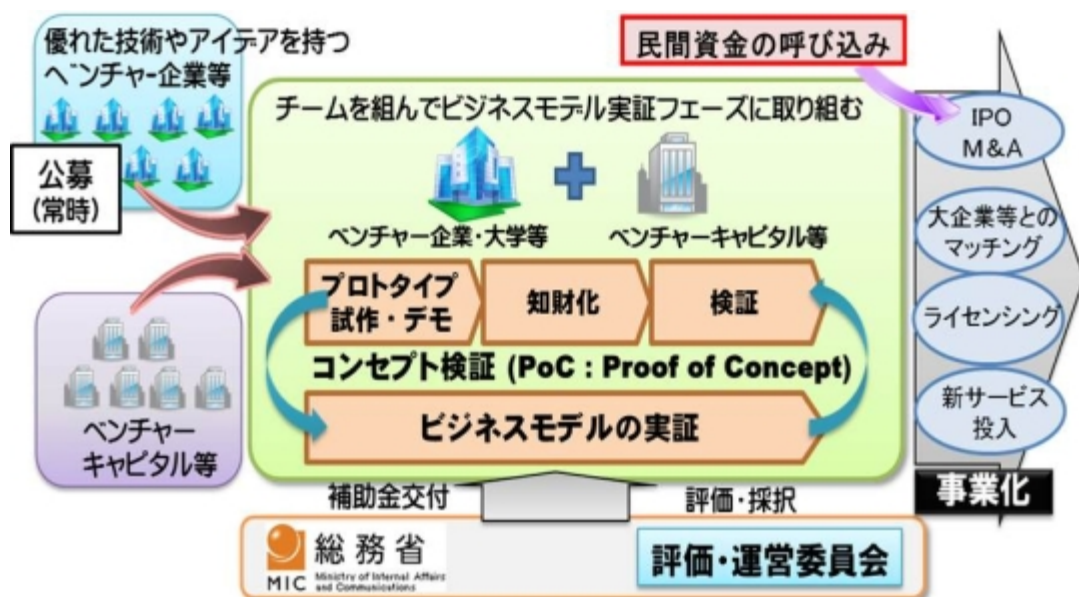 優れた技術やアイデアを持つ
ベンチャー企業等
民間資金の呼び込み
公募
(常時)
チームを組んでビジネスモデル実証フェーズに取り組む
ベンチャー企業・大学等
ベンチャーキャピタル等
プロトタイプ
試作・デモ
知財化
検証
コンセプト検証 (PoC : Proof of Concept)
ビジネスモデルの実証
ベンチャー
キャピタル等
IPO
M&A
大企業等との
マッチング
ライセンシング
新サービス
投入
事業化
補助金交付
評価・採択
総務省
MIC
Ministry of Internal Affairs
and Communications
評価・運営委員会